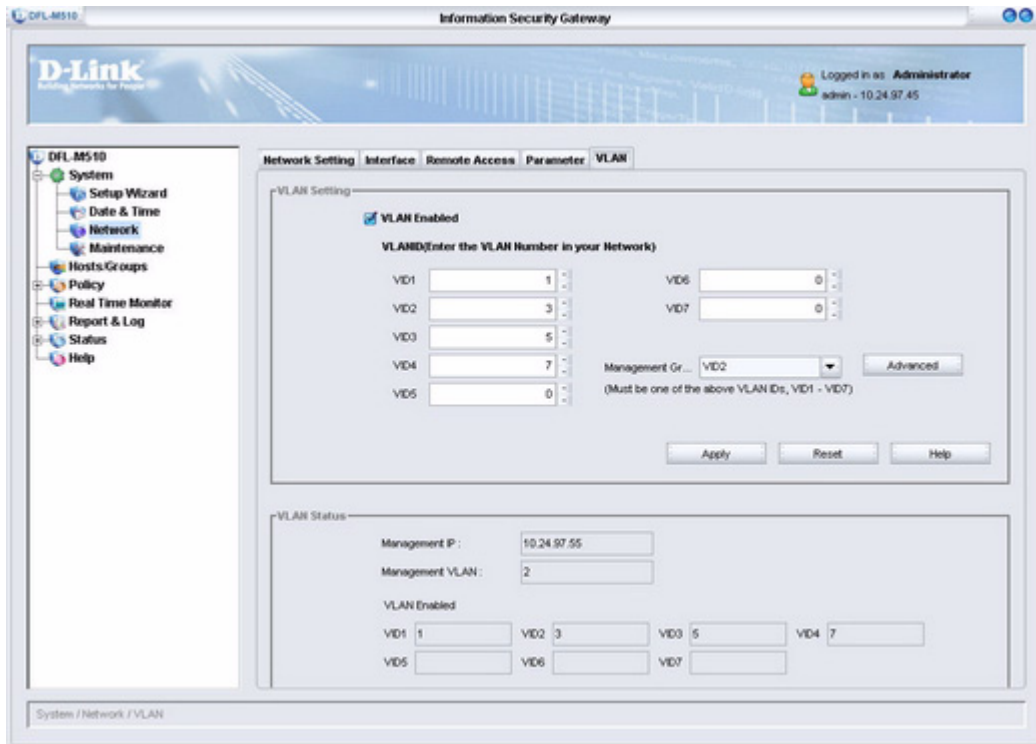 DFL-M510
Information Security Gateway
D-Link
Building Networks for People
Logged in as Administrator
admin - 10.24.97.45
DFL-M510
System
Setup Wizard
Date & Time
Network
Maintenance
Hosts/Groups
Policy
Real Time Monitor
Report & Log
Status
Help
Network Setting Interface Remote Access Parameter VLAN
VLAN Setting
VLAN Enabled
VLANID(Enter the VLAN Number in your Network)
VID1 1 VID6 0
VID2 3 VID7 0
VID3 5
VID4 7 Management Gr... VID2 Advanced
VID5 0 (Must be one of the above VLAN IDs, VID1 - VID7)
Apply Reset Help
VLAN Status
Management IP : 10.24.97.55
Management VLAN : 2
VLAN Enabled
VID1 1 VID2 3 VID3 5 VID4 7
VID5 VID6 VID7
System / Network / VLAN